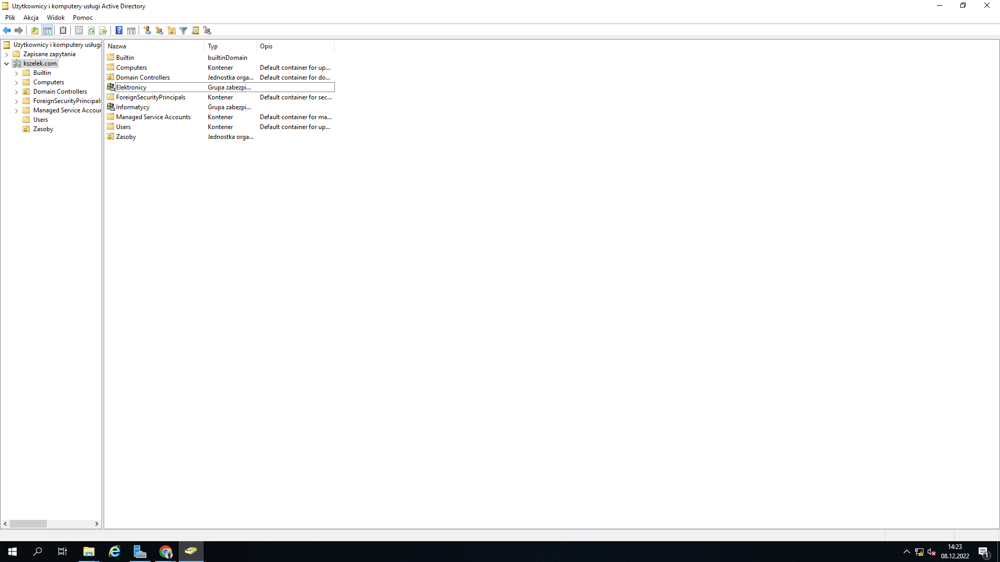 Użytkownicy i komputery usługi Active Directory
Plik Akcja Widok Pomoc
Użytkownicy i komputery usługi
Zapisane zapytania
kszelek.com
Builtin
Computers
Domain Controllers
ForeignSecurityPrincipals
Managed Service Accoun
Users
Zasoby
Nazwa Typ Opis
Builtin builtinDomain
Computers Kontener Default container for up...
Domain Controllers Jednostka orga... Default container for do...
Elektronicy Grupa zabezpi...
ForeignSecurityPrincipals Kontener Default container for sec...
Informatycy Grupa zabezpi...
Managed Service Accounts Kontener Default container for ma...
Users Kontener Default container for up...
Zasoby Jednostka orga...
14:23
08.12.2022
1